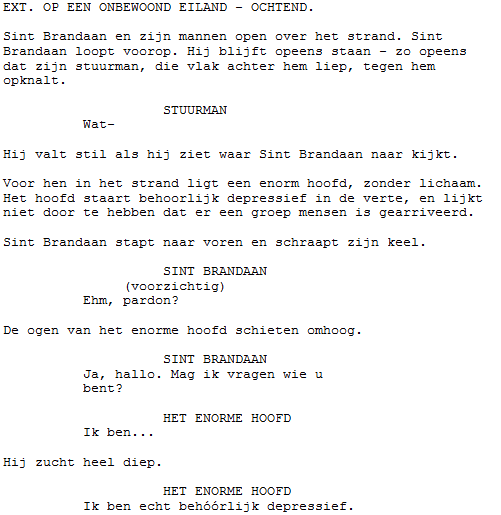 EXT. OP EEN ONBEWOOND EILAND – OCHTEND.
Sint Brandaan en zijn mannen open over het strand. Sint
Brandaan loopt voorop. Hij blijft opeens staan – zo opeens
dat zijn stuurman, die vlak achter hem liep, tegen hem
opknalt.
STUURMAN
Wat–
Hij valt stil als hij ziet waar Sint Brandaan naar kijkt.
Voor hen in het strand ligt een enorm hoofd, zonder lichaam.
Het hoofd staart behoorlijk depressief in de verte, en lijkt
niet door te hebben dat er een groep mensen is gearriveerd.
Sint Brandaan stapt naar voren en schraapt zijn keel.
SINT BRANDAAN
(voorzichtig)
Ehm, pardon?
De ogen van het enorme hoofd schieten omhoog.
SINT BRANDAAN
Ja, hallo. Mag ik vragen wie u
bent?
HET ENORME HOOFD
Ik ben...
Hij zucht heel diep.
HET ENORME HOOFD
Ik ben echt behóórlijk depressief.